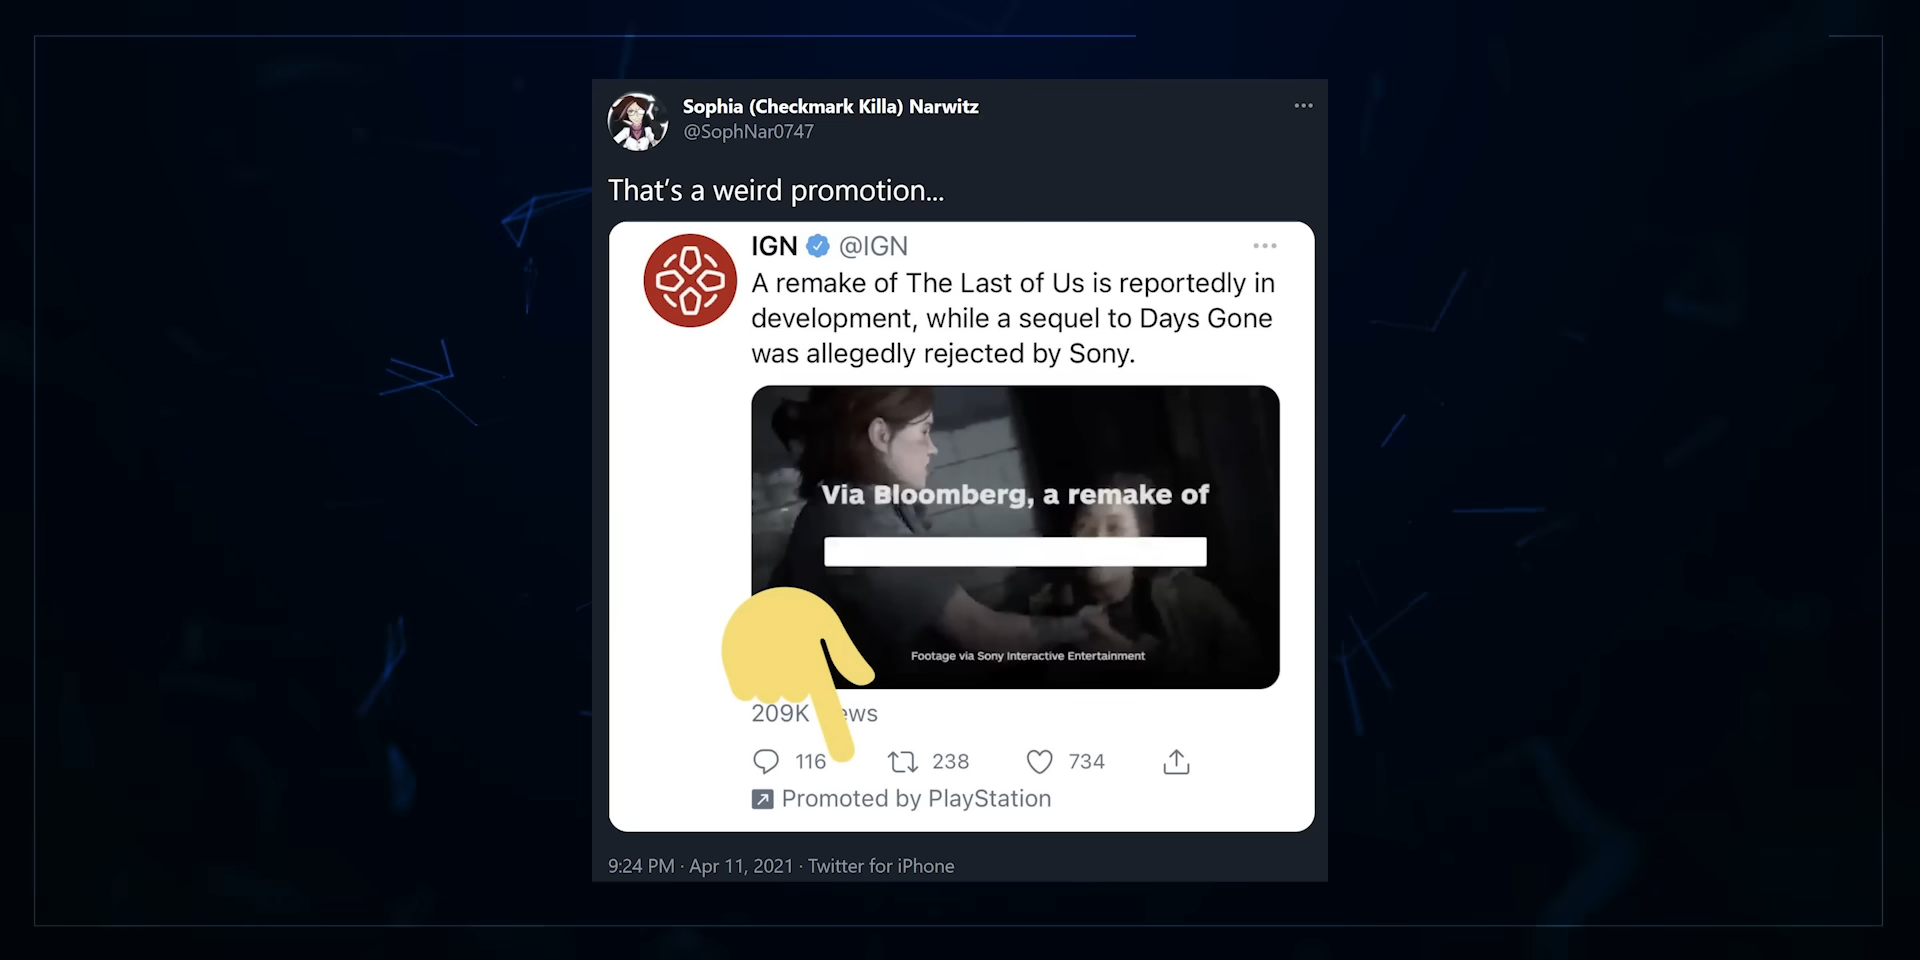 Sophia (Checkmark Killa) Narwitz
@SophNar0747
That's a weird promotion...
IGN @IGN
A remake of The Last of Us is reportedly in
development, while a sequel to Days Gone
was allegedly rejected by Sony.
Via Bloomberg, a remake of
Footage via Sony Interactive Entertainment
209K ews
116 238 734
Promoted by PlayStation
9:24 PM · Apr 11, 2021 · Twitter for iPhone